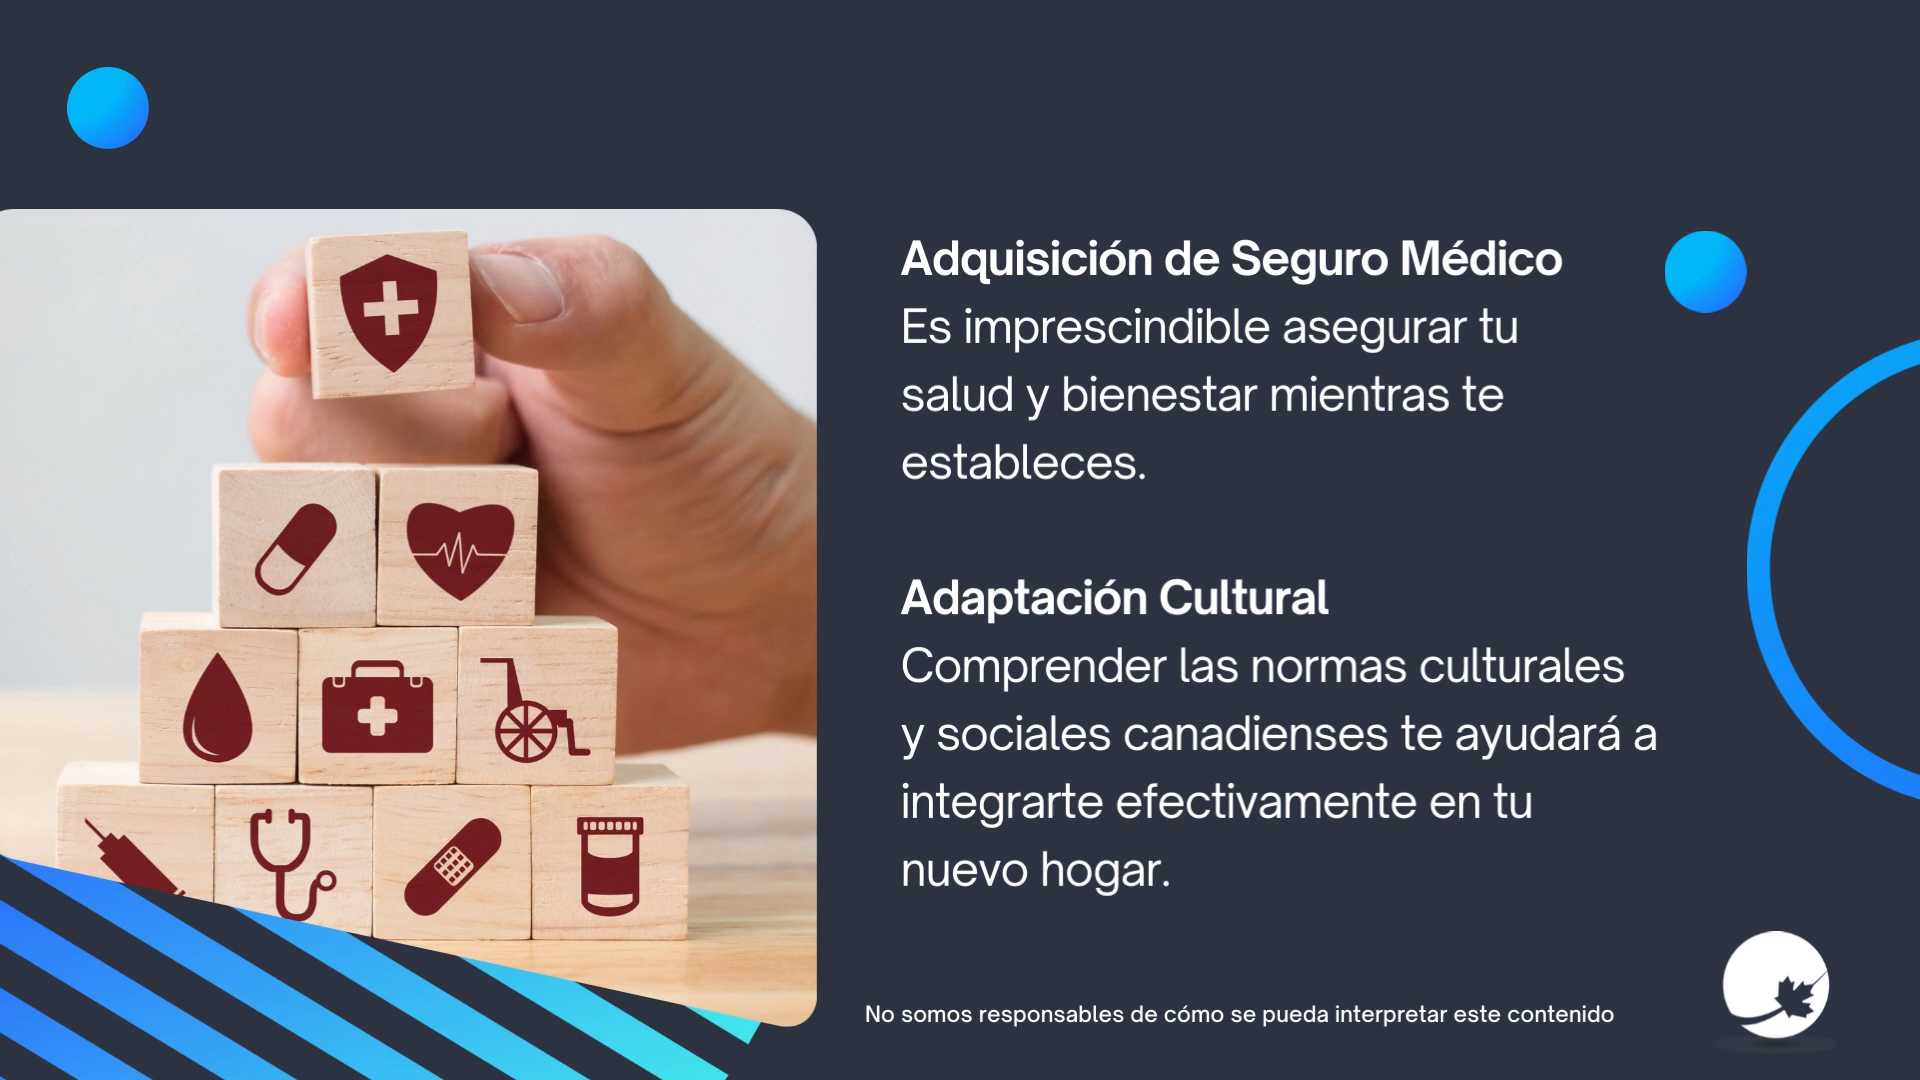 Adquisición de Seguro Médico
Es imprescindible asegurar tu
salud y bienestar mientras te
estableces.
Adaptación Cultural
Comprender las normas culturales
y sociales canadienses te ayudará a
integrarte efectivamente en tu
nuevo hogar.
No somos responsables de cómo se pueda interpretar este contenido